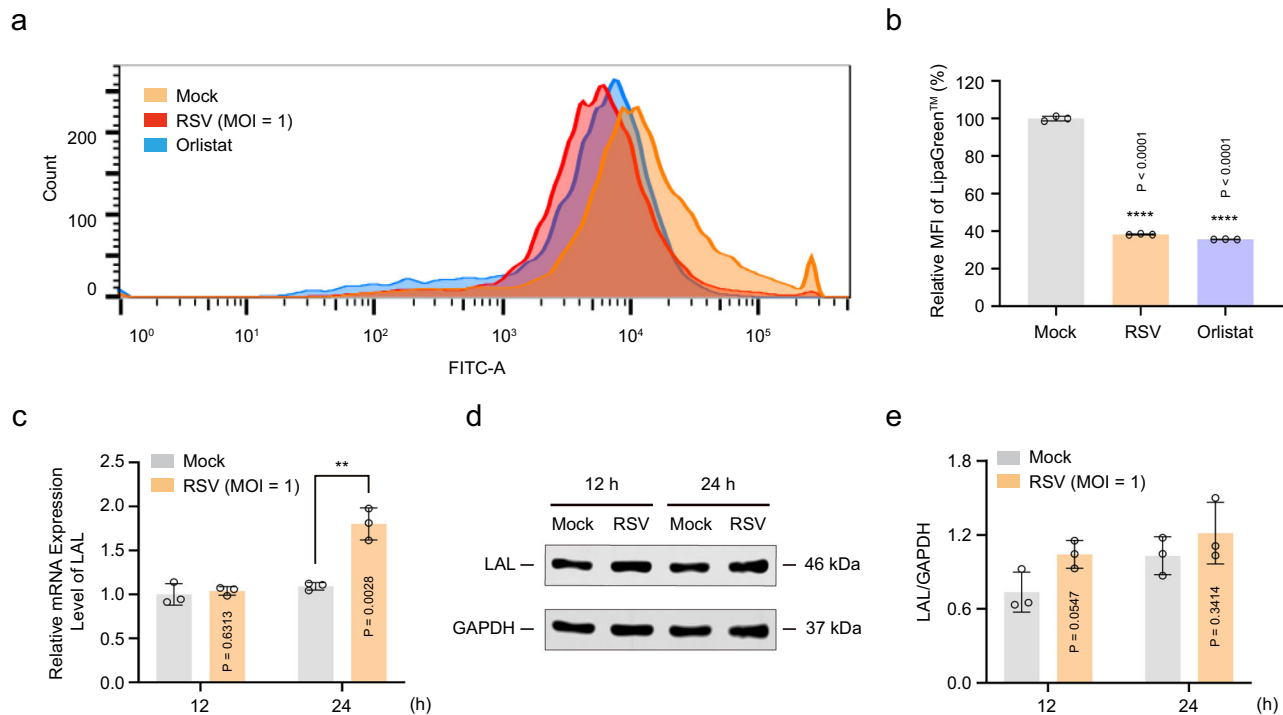 a
Mock
RSV (MOI = 1)
Orlistat
Count
200
100
0
10⁰
10¹
10²
10³
10⁴
10⁵
FITC-A
b
Relative MFI of LipaGreen™ (%)
120
100
80
60
40
20
0
P < 0.0001
P < 0.0001
****
****
Mock
RSV
Orlistat
c
Relative mRNA Expression
Level of LAL
Mock
RSV (MOI = 1)
2.5
2.0
1.5
1.0
0.5
0.0
**
P = 0.6313
P = 0.0028
12
24
(h)
d
12 h
24 h
Mock
RSV
Mock
RSV
LAL
46 kDa
GAPDH
37 kDa
e
LAL/GAPDH
Mock
RSV (MOI = 1)
1.8
1.2
0.6
0.0
P = 0.0547
P = 0.3414
12
24
(h)